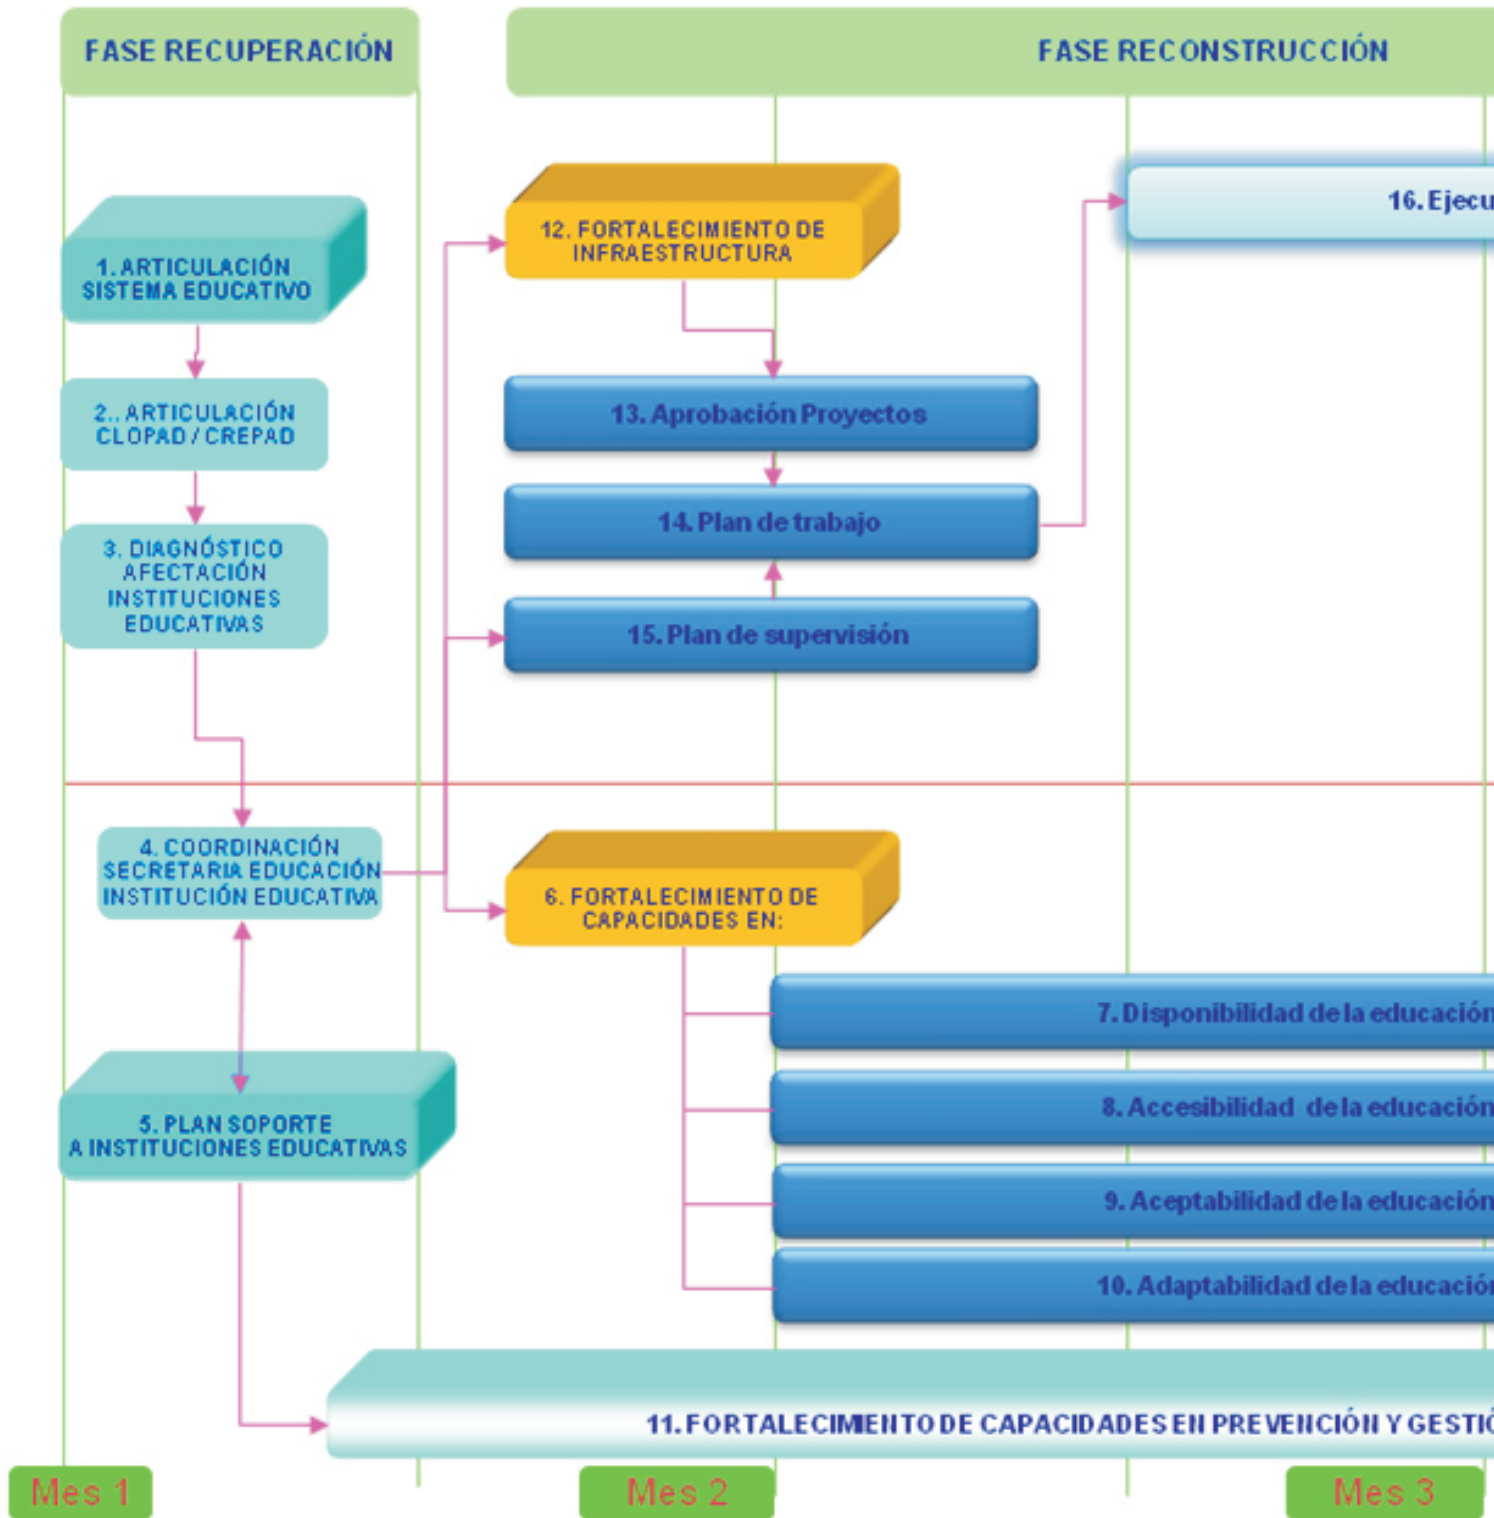 FASE RECUPERACIÓN
FASE RECONSTRUCCIÓN
1. ARTICULACIÓN
SISTEMA EDUCATIVO
2.. ARTICULACIÓN
CLOPAD / CREPAD
3. DIAGNÓSTICO
AFECTACIÓN
INSTITUCIONES
EDUCATIVAS
4. COORDINACIÓN
SECRETARIA EDUCACIÓN
INSTITUCIÓN EDUCATIVA
5. PLAN SOPORTE
A INSTITUCIONES EDUCATIVAS
12. FORTALECIMIENTO DE
INFRAESTRUCTURA
13. Aprobación Proyectos
14. Plan de trabajo
15. Plan de supervisión
16. Ejecu
6. FORTALECIMIENTO DE
CAPACIDADES EN:
7. Disponibilidad de la educación
8. Accesibilidad de la educación
9. Aceptabilidad de la educación
10. Adaptabilidad de la educación
11. FORTALECIMIENTO DE CAPACIDADES EN PREVENCIÓN Y GESTIÓ
Mes 1
Mes 2
Mes 3